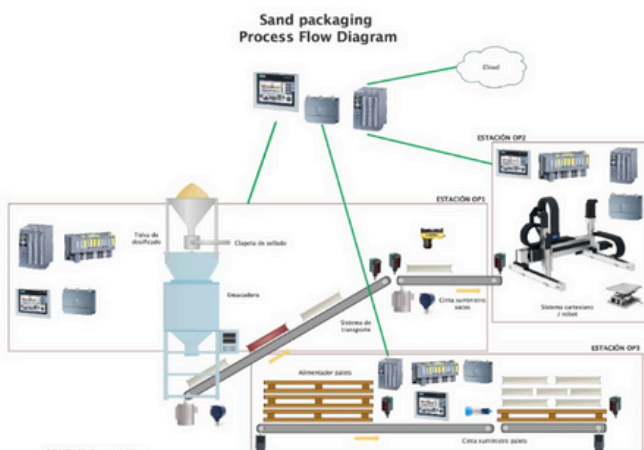 Sand packaging
Process Flow Diagram
Cloud
ESTACIÓN OP2
ESTACIÓN OP1
Tolva de
dosificado
Clapeta de sellado
Ensacadora
Sistema de
transporte
Cinta suministro
sacos
Sistema cartesiano
/ robot
ESTACIÓN OP3
Alimentador palets
Cinta suministro palets